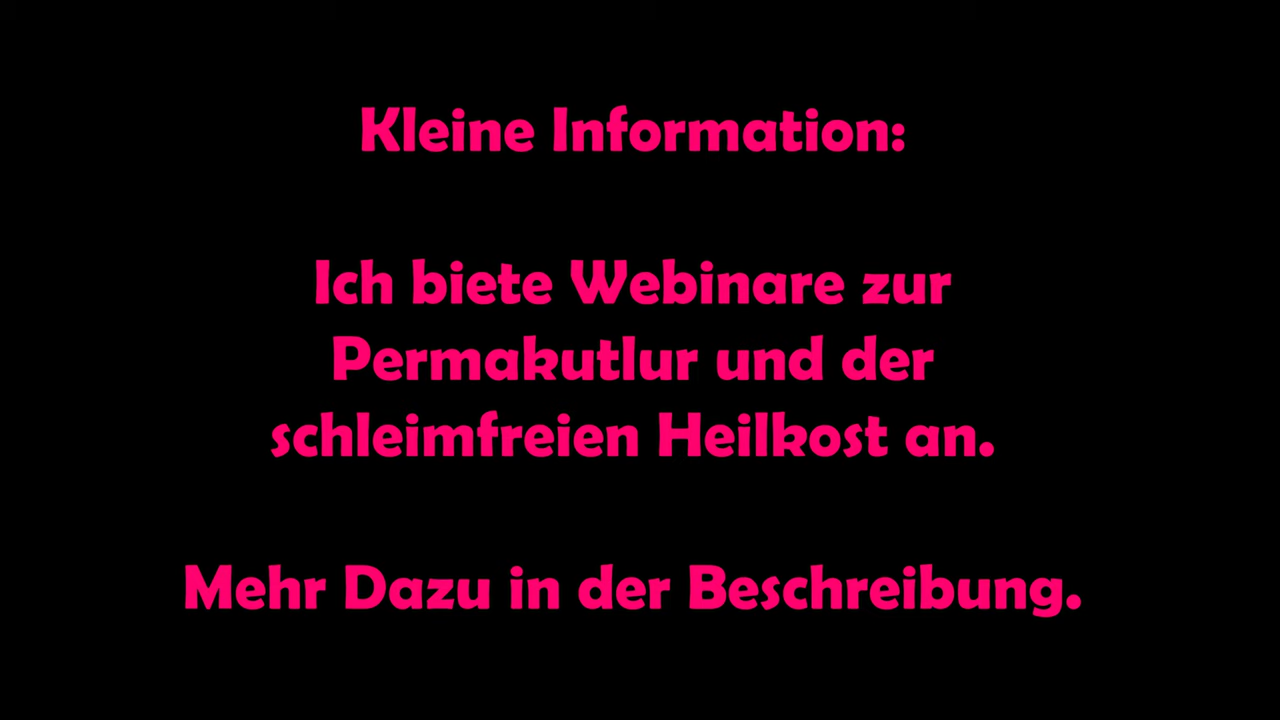 Kleine Information:
Ich biete Webinare zur
Permakutlur und der
schleimfreien Heilkost an.
Mehr Dazu in der Beschreibung.